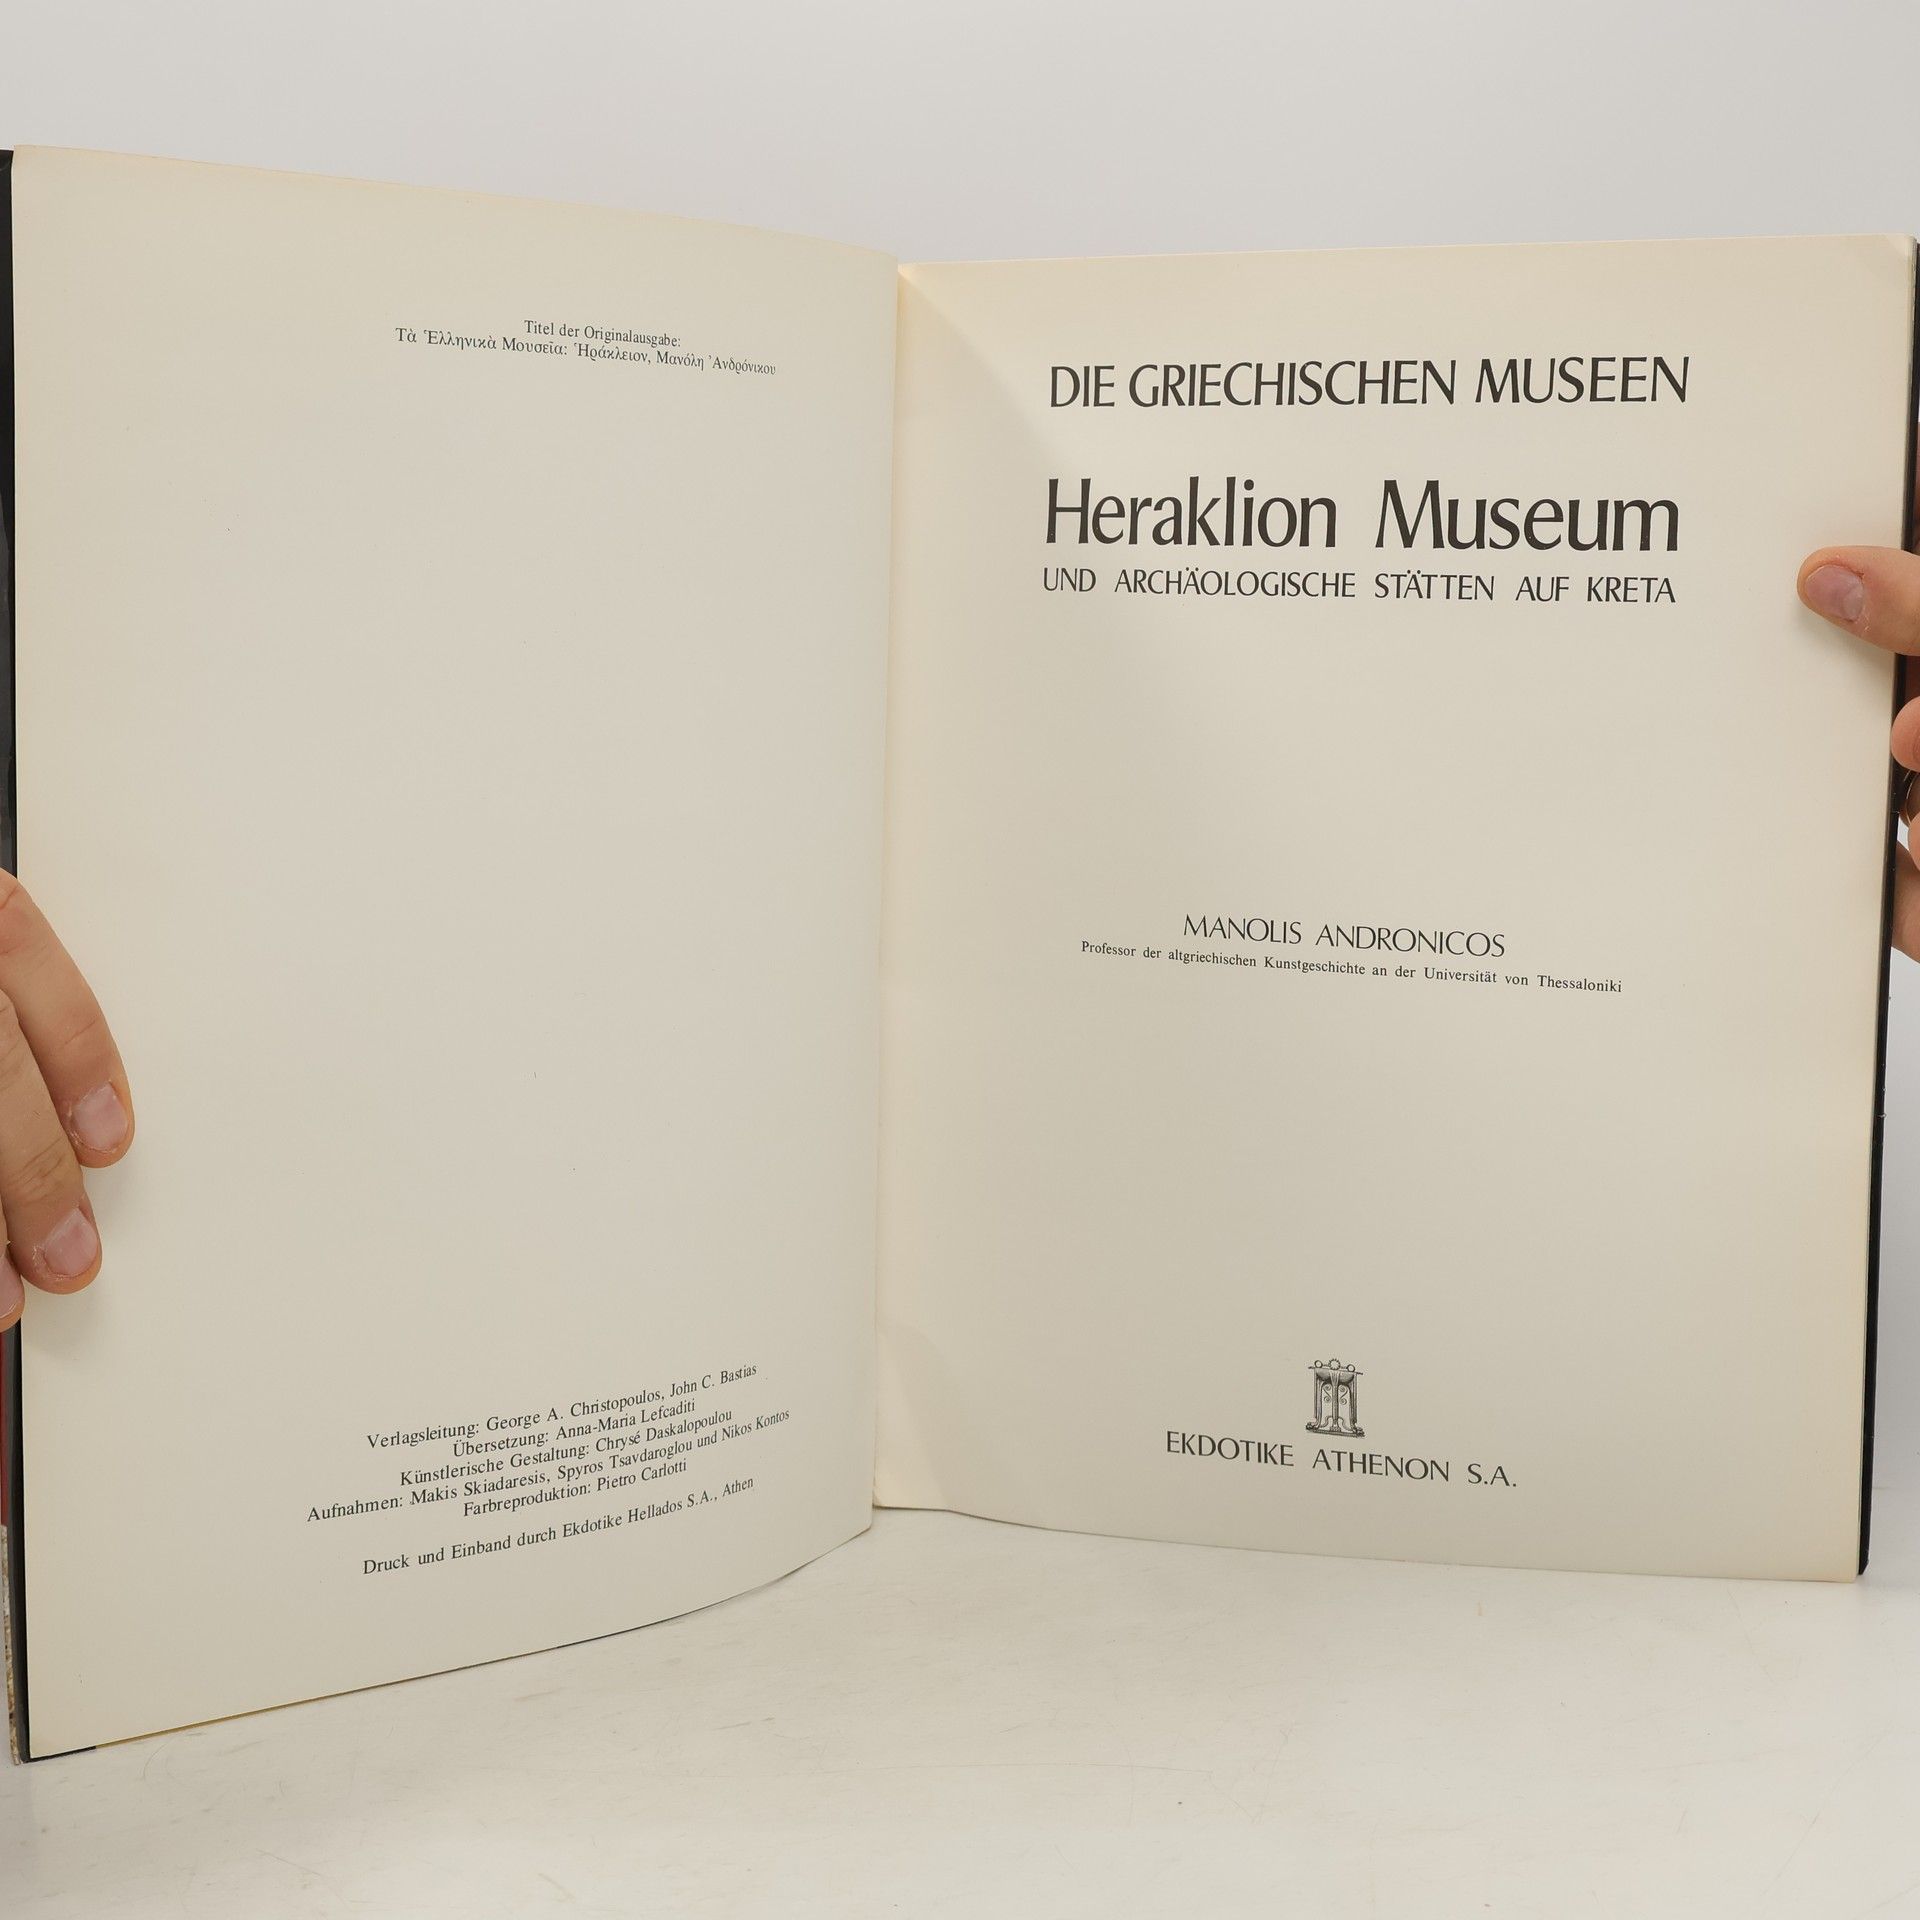 Titel der Originalausgabe:
Τὰ Ἑλληνικὰ Μουσεῖα: Ἡράκλειον, Μανόλη Ἀνδρόνικου
Verlagsleitung: George A. Christopoulos, John C. Bastias
Übersetzung: Anna-Maria Lefcaditi
Künstlerische Gestaltung: Chrysé Daskalopoulou
Aufnahmen: Makis Skiadaresis, Spyros Tsavdaroglou und Nikos Kontos
Farbreproduktion: Pietro Carlotti
Druck und Einband durch Ekdotike Hellados S.A., Athen
DIE GRIECHISCHEN MUSEEN
Heraklion Museum
UND ARCHÄOLOGISCHE STÄTTEN AUF KRETA
MANOLIS ANDRONICOS
Professor der altgriechischen Kunstgeschichte an der Universität von Thessaloniki
EKDOTIKE ATHENON S.A.